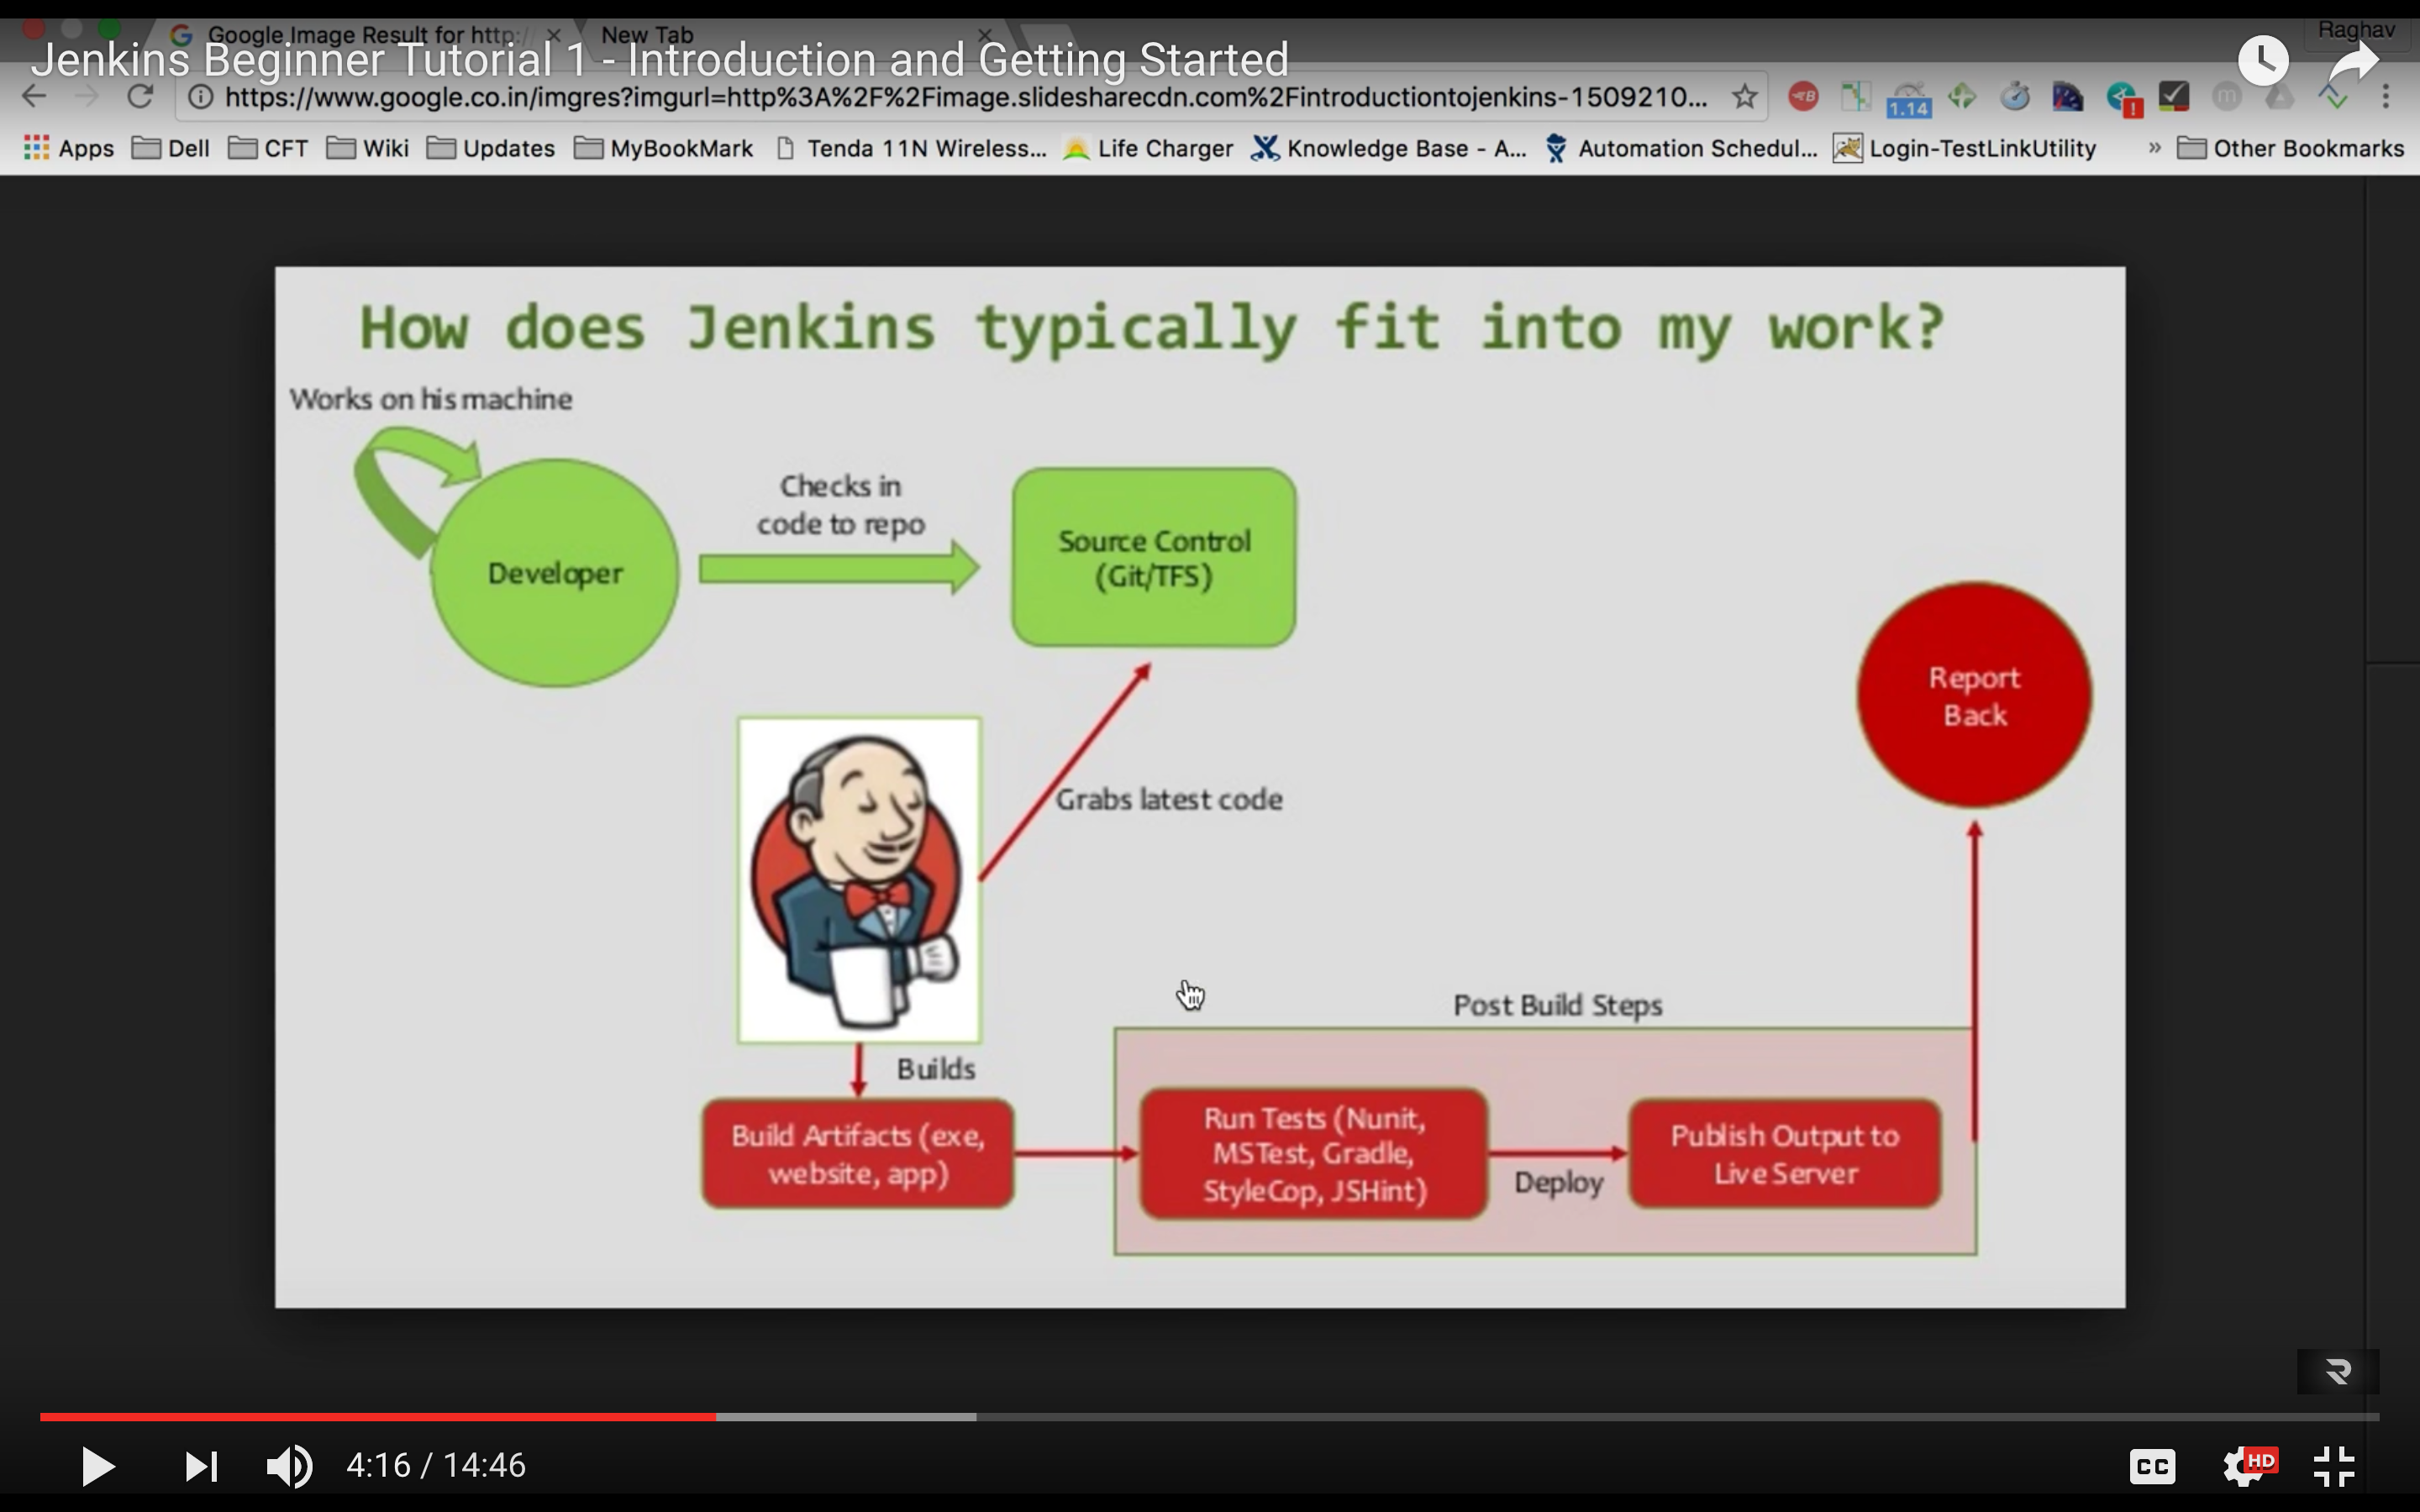 Google Image Result for http:/
New Tab
Raghav
Jenkins Beginner Tutorial 1 - Introduction and Getting Started
https://www.google.co.in/imgres?imgurl=http%3A%2F%2Fimage.slidesharecdn.com%2Fintroductiontojenkins-1509210...
1.14
Apps Dell CFT Wiki Updates MyBookMark Tenda 11N Wireless... Life Charger Knowledge Base - A... Automation Schedul... Login-TestLinkUtility » Other Bookmarks
How does Jenkins typically fit into my work?
Works on his machine
Developer
Checks in
code to repo
Source Control
(Git/TFS)
Report
Back
Grabs latest code
Post Build Steps
Builds
Build Artifacts (exe,
website, app)
Run Tests (Nunit,
MSTest, Gradle,
StyleCop, JSHint)
Deploy
Publish Output to
Live Server
4:16 / 14:46
CC
HD